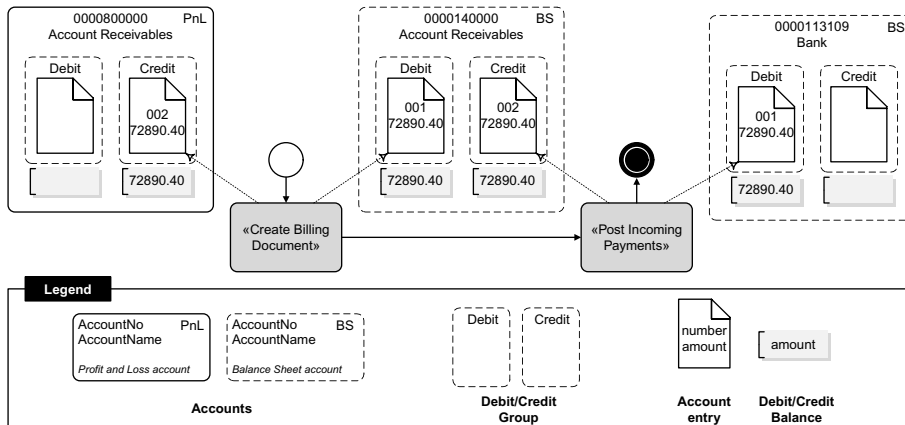 0000800000 PnL
Account Receivables
Debit
Credit
002
72890.40
72890.40
0000140000 BS
Account Receivables
Debit
Credit
001
72890.40
002
72890.40
72890.40
72890.40
0000113109 BS
Bank
Debit
Credit
001
72890.40
72890.40
«Create Billing
Document»
«Post Incoming
Payments»
Legend
AccountNo PnL
AccountName
Profit and Loss account
AccountNo BS
AccountName
Balance Sheet account
Accounts
Debit
Credit
Debit/Credit
Group
number
amount
Account
entry
amount
Debit/Credit
Balance